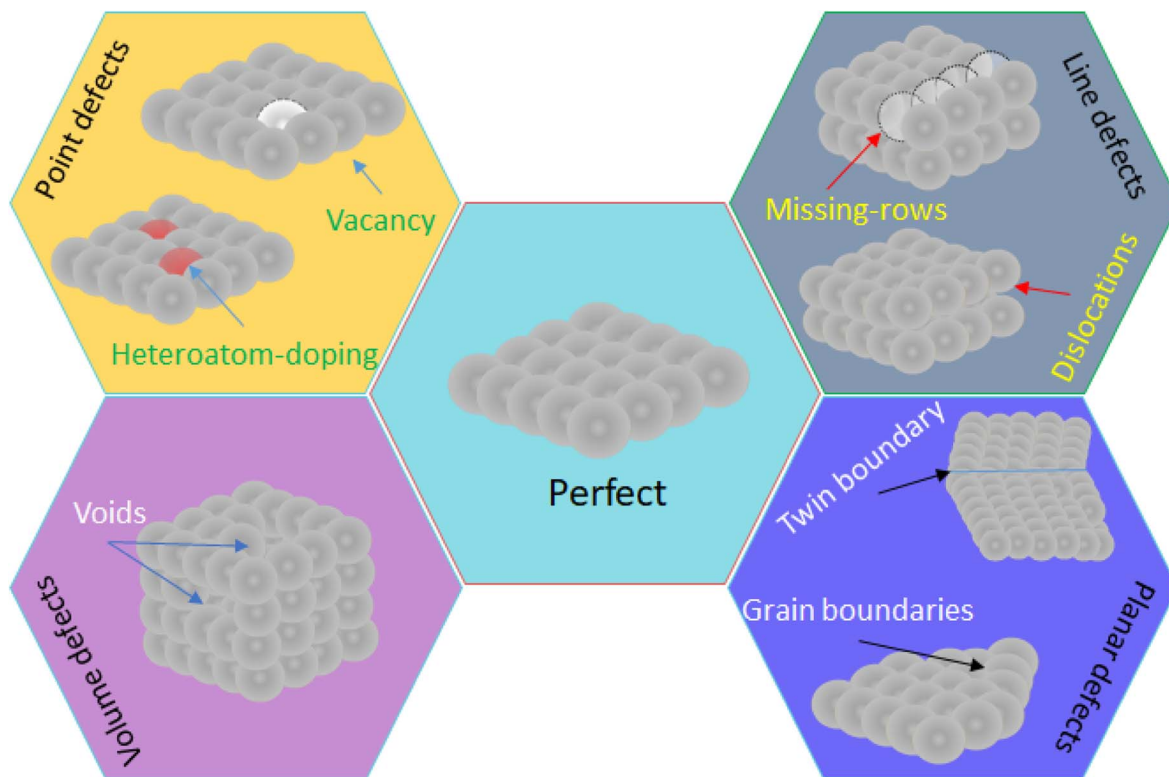 Point defects
Vacancy
Heteroatom-doping
Line defects
Missing-rows
Dislocations
Perfect
Voids
Volume defects
Twin boundary
Grain boundaries
Planar defects